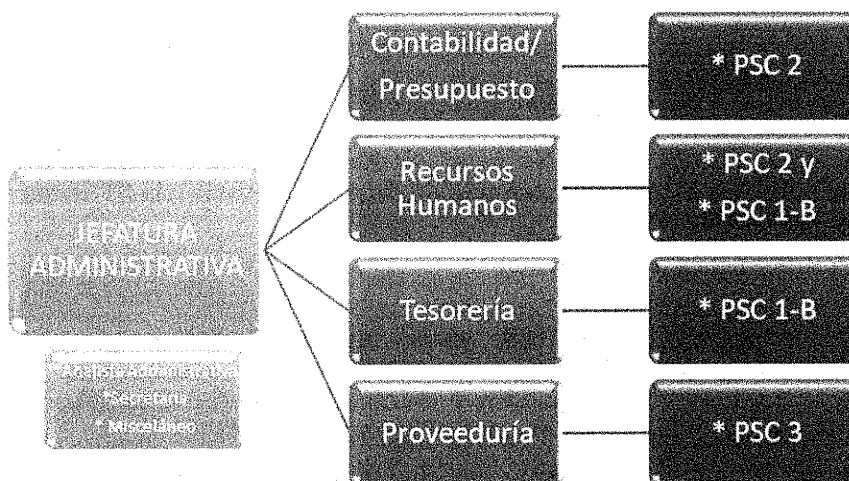 JEFATURA
ADMINISTRATIVA
*Secretaria
* Misceláneo
Contabilidad/
Presupuesto
* PSC 2
Recursos
Humanos
* PSC 2 y
* PSC 1-B
Tesorería
* PSC 1-B
Proveeduría
* PSC 3